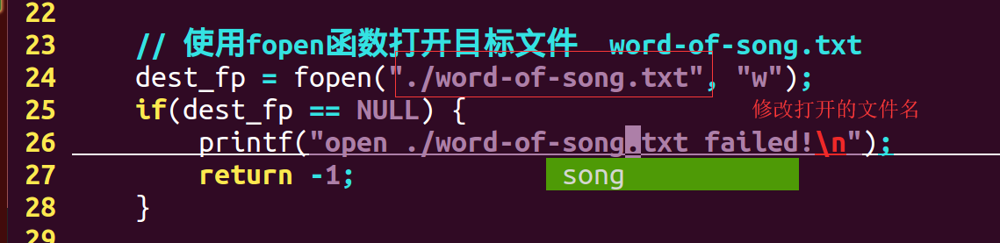 22
23 // 使用fopen函数打开目标文件 word-of-song.txt
24 dest_fp = fopen("./word-of-song.txt", "w");
25 if(dest_fp == NULL) {
修改打开的文件名
26 printf("open ./word-of-song.txt failed!\n");
27 return -1;
song
28 }
29